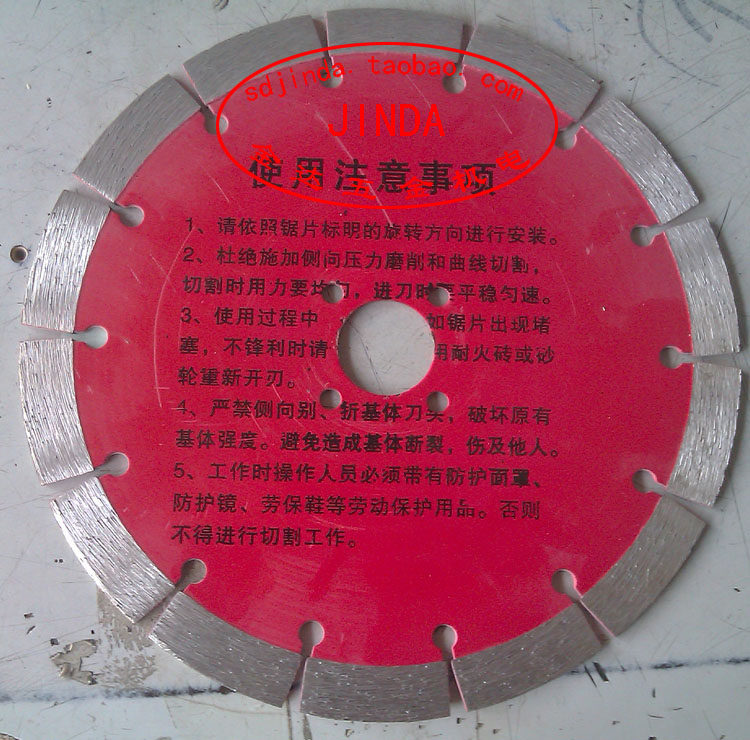 sdjinda.taobao.com
JINDA
五金机电
使用注意事项
1、请依照锯片标明的旋转方向进行安装。
2、杜绝施加侧向压力磨削和曲线切割，
切割时用力要均匀，进刀时要平稳匀速。
3、使用过程中 如锯片出现堵
塞，不锋利时请 用耐火砖或砂
轮重新开刃。
4、严禁侧向别、折基体刀头，破坏原有
基体强度。避免造成基体断裂，伤及他人。
5、工作时操作人员必须带有防护面罩、
防护镜、劳保鞋等劳动保护用品。否则
不得进行切割工作。